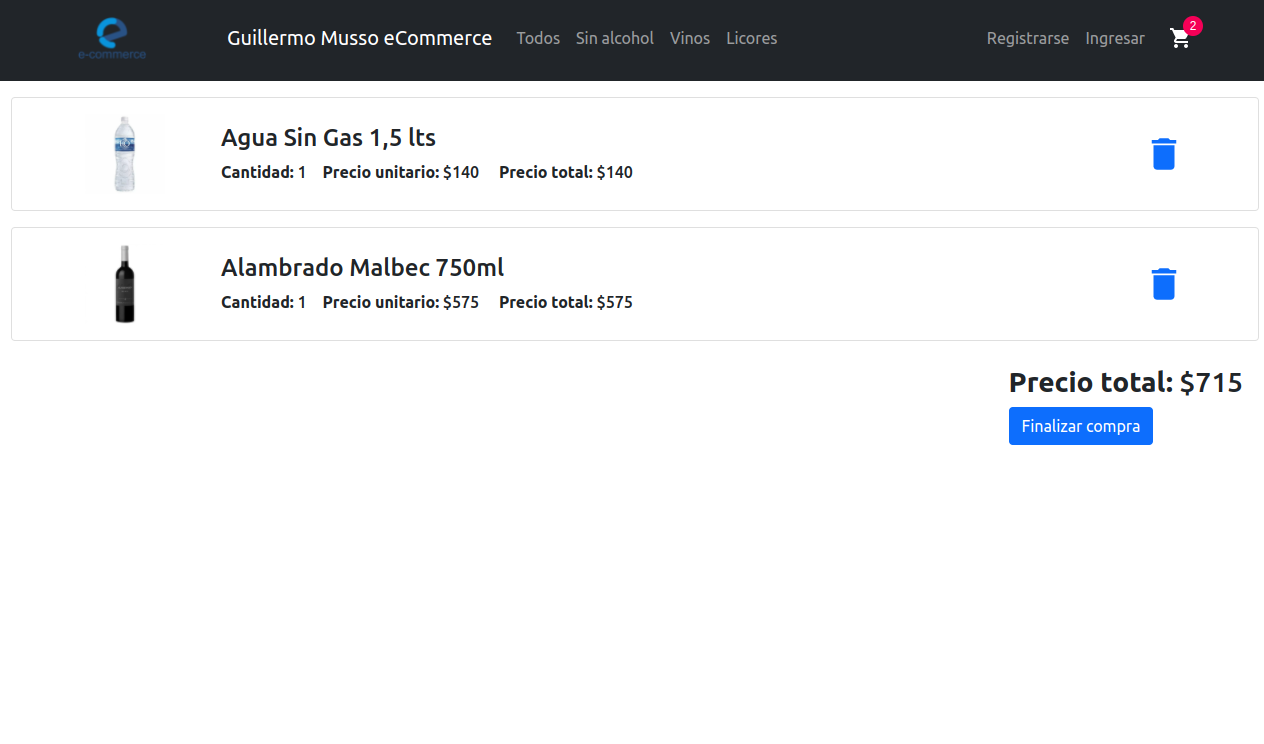 e-commerce
Guillermo Musso eCommerce Todos Sin alcohol Vinos Licores Registrarse Ingresar 2
Agua Sin Gas 1,5 lts
Cantidad: 1 Precio unitario: $140 Precio total: $140
Alambrado Malbec 750ml
Cantidad: 1 Precio unitario: $575 Precio total: $575
Precio total: $715
Finalizar compra